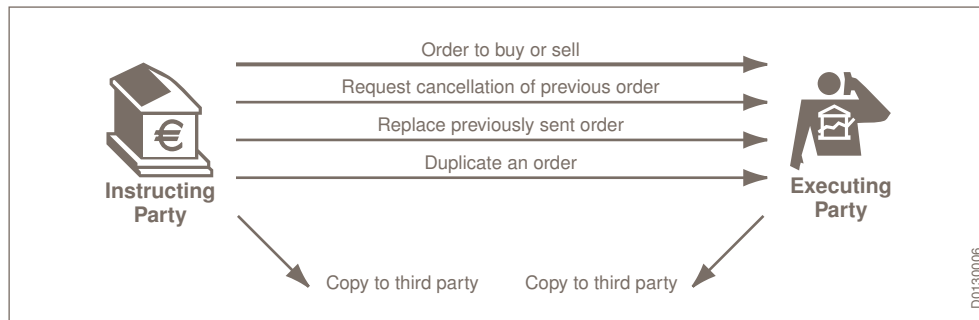 Order to buy or sell
Request cancellation of previous order
Replace previously sent order
Duplicate an order
€
Instructing
Party
Executing
Party
Copy to third party
Copy to third party
D0130006